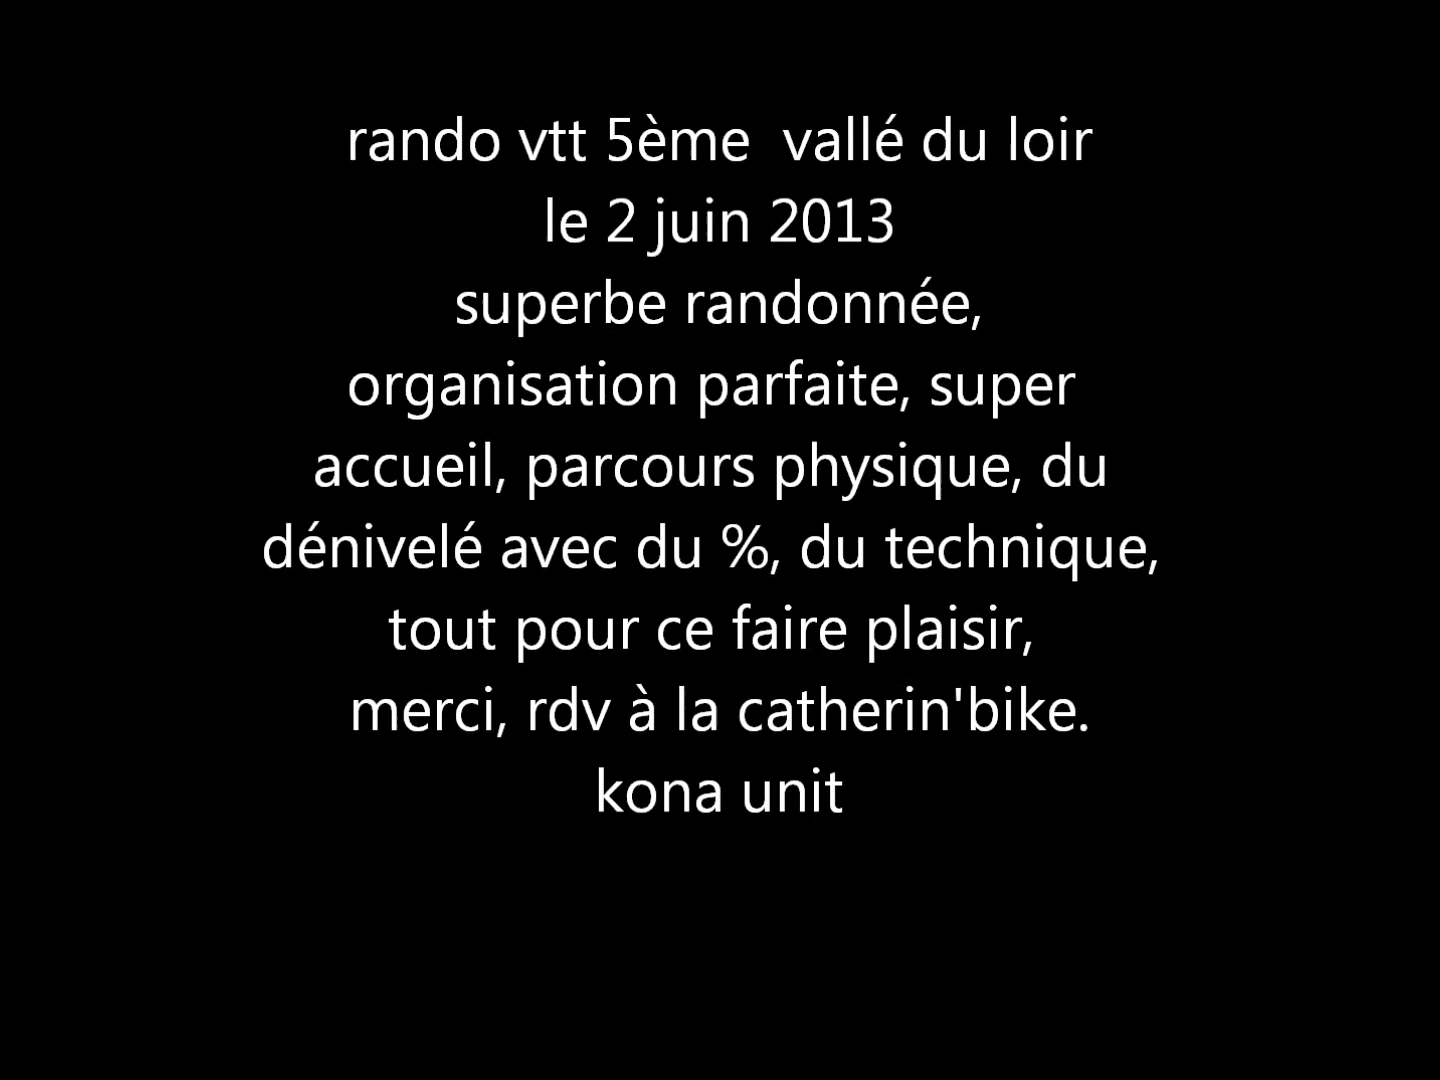 rando vtt 5ème  vallé du loir
le 2 juin 2013
superbe randonnée,
organisation parfaite, super
accueil, parcours physique, du
dénivelé avec du %, du technique,
tout pour ce faire plaisir,
merci, rdv à la catherin'bike.
kona unit